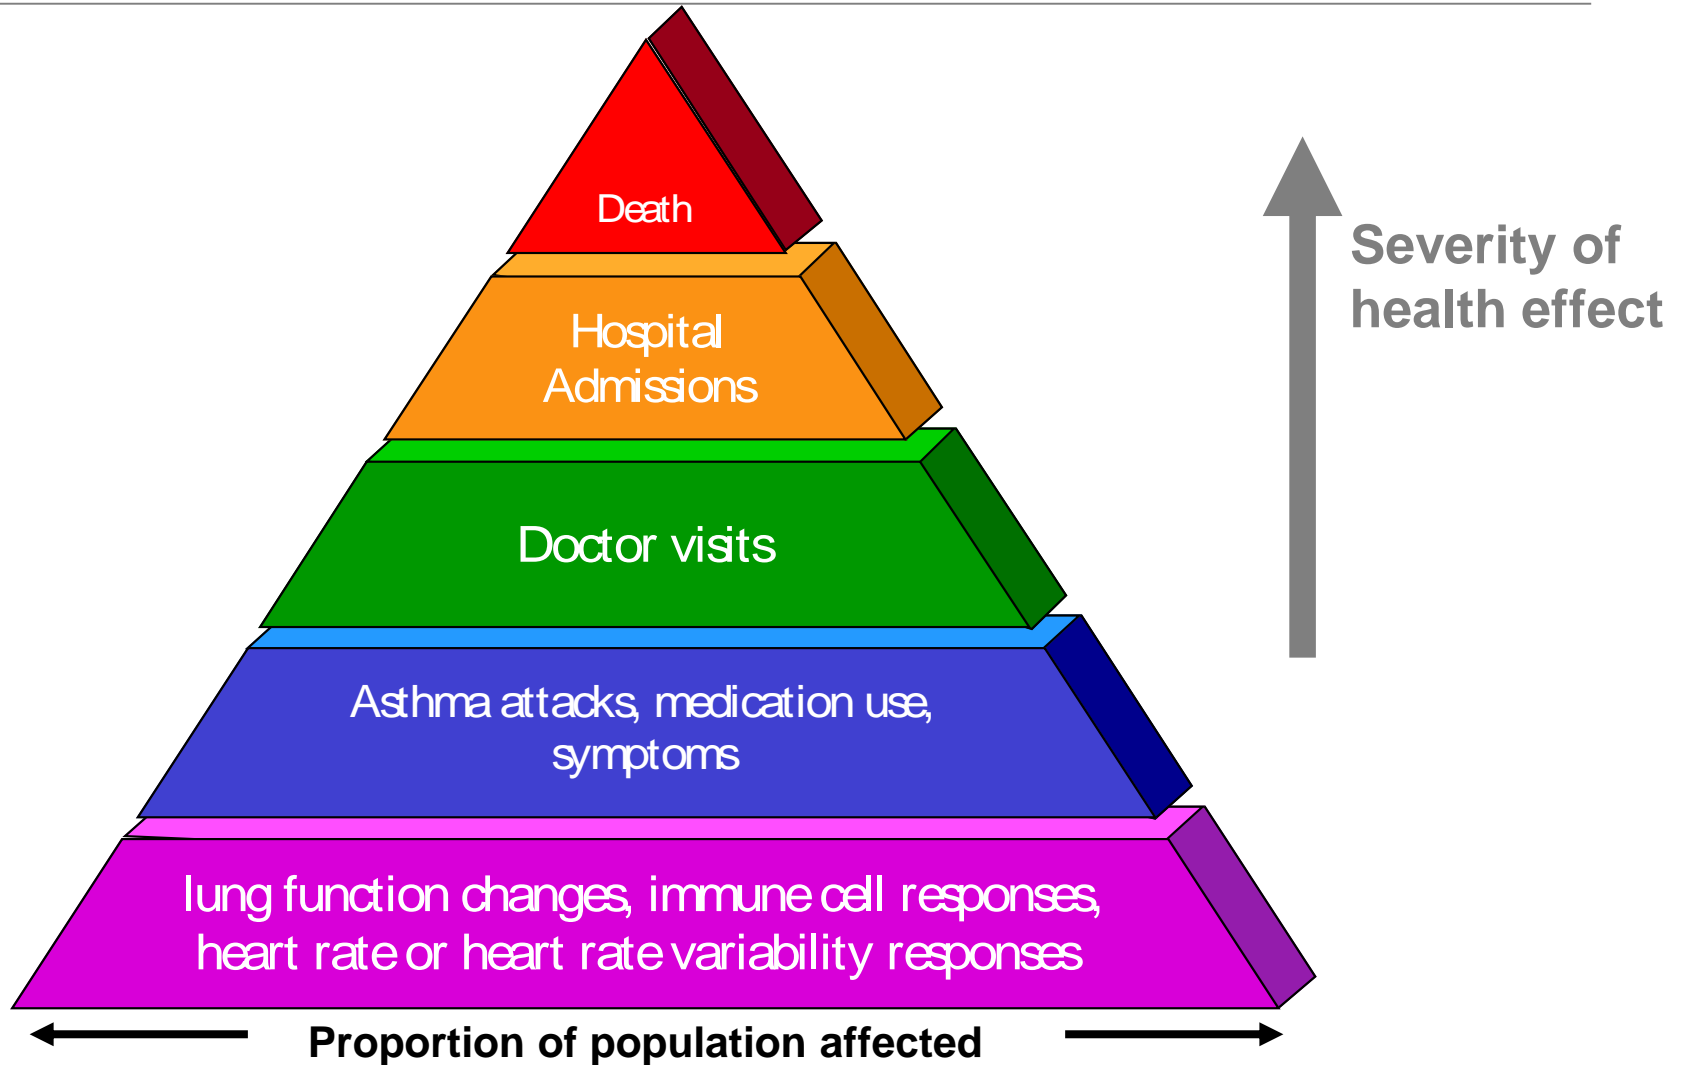 Death
Hospital
Admissions
Doctor visits
Asthma attacks, medication use,
symptoms
lung function changes, immune cell responses,
heart rate or heart rate variability responses
Proportion of population affected
Severity of
health effect